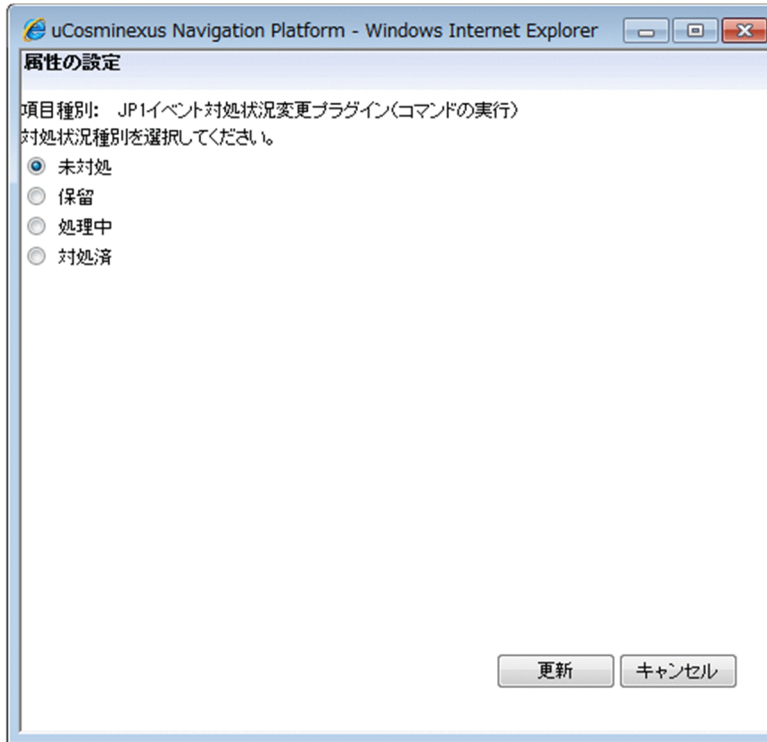 uCosminexus Navigation Platform - Windows Internet Explorer
属性の設定
項目種別: JP1イベント対処状況変更プラグイン(コマンドの実行)
対処状況種別を選択してください。
未対処
保留
処理中
対処済
更新 キャンセル